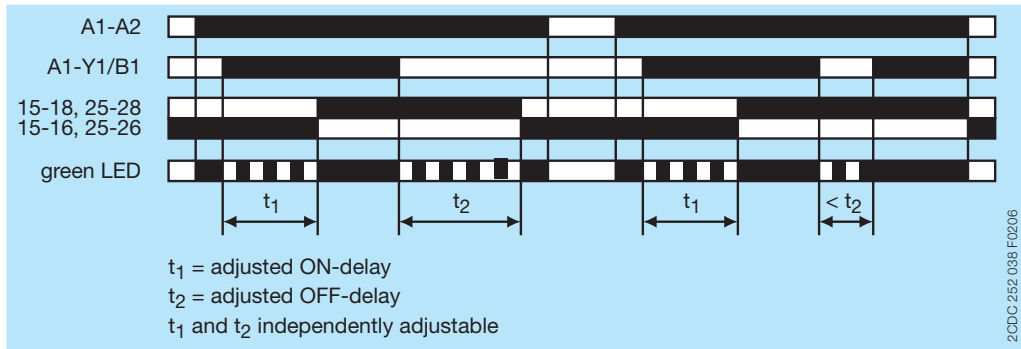 A1-A2
A1-Y1/B1
15-18, 25-28
15-16, 25-26
green LED
t1 t2 t1 < t2
t1 = adjusted ON-delay
t2 = adjusted OFF-delay
t1 and t2 independently adjustable
2CDC 252 038 F0206